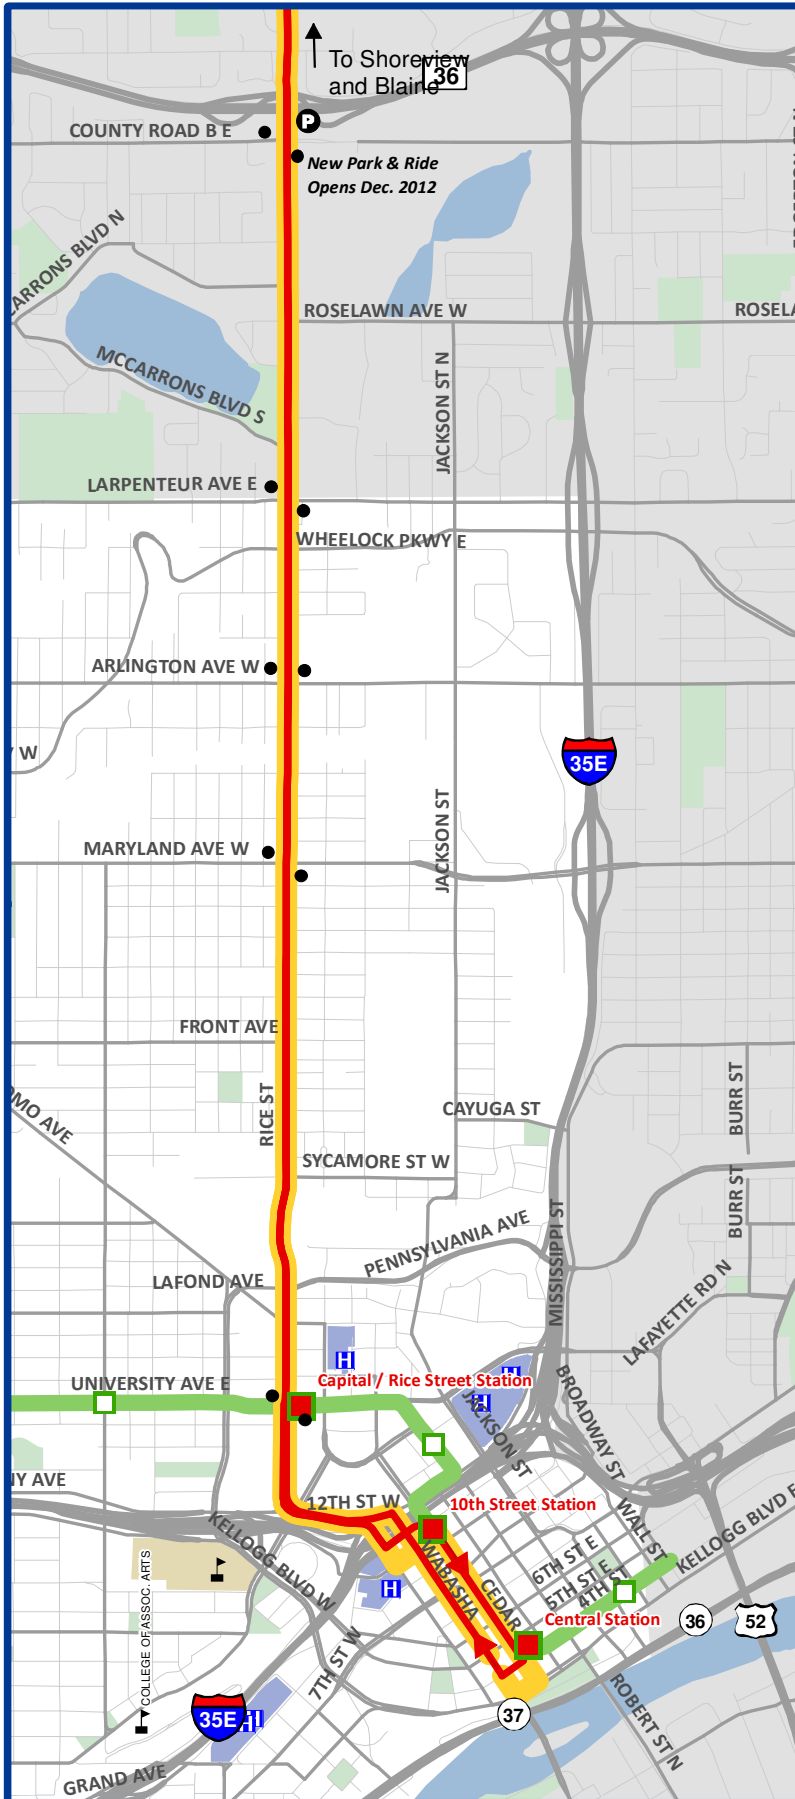 To Shoreview
and Blaine
36
COUNTY ROAD B E
P
New Park & Ride
Opens Dec. 2012
ROSELAWN AVE W
MCCARRONS BLVD S
JACKSON ST N
LARPENTEUR AVE E
WHEELOCK PKWY E
ARLINGTON AVE W
W
35E
MARYLAND AVE W
JACKSON ST
FRONT AVE
RICE ST
CAYUGA ST
BURR ST
SYCAMORE ST W
BURR ST
PENNSYLVANIA AVE
MISSISSIPPI ST
LAFOND AVE
LAFAYETTE RD N
H
H
UNIVERSITY AVE E
Capital / Rice Street Station
H
JACKSON ST
BROADWAY ST
NY AVE
12TH ST W
10th Street Station
WALL ST
KELLOGG BLVD E
KELLOGG BLVD W
WABASHA
CEDAR
6TH ST E
5TH ST E
4TH ST
H
COLLEGE OF ASSOC. ARTS
Central Station
36
52
7TH ST W
35E
H
37
ROBERT ST N
GRAND AVE